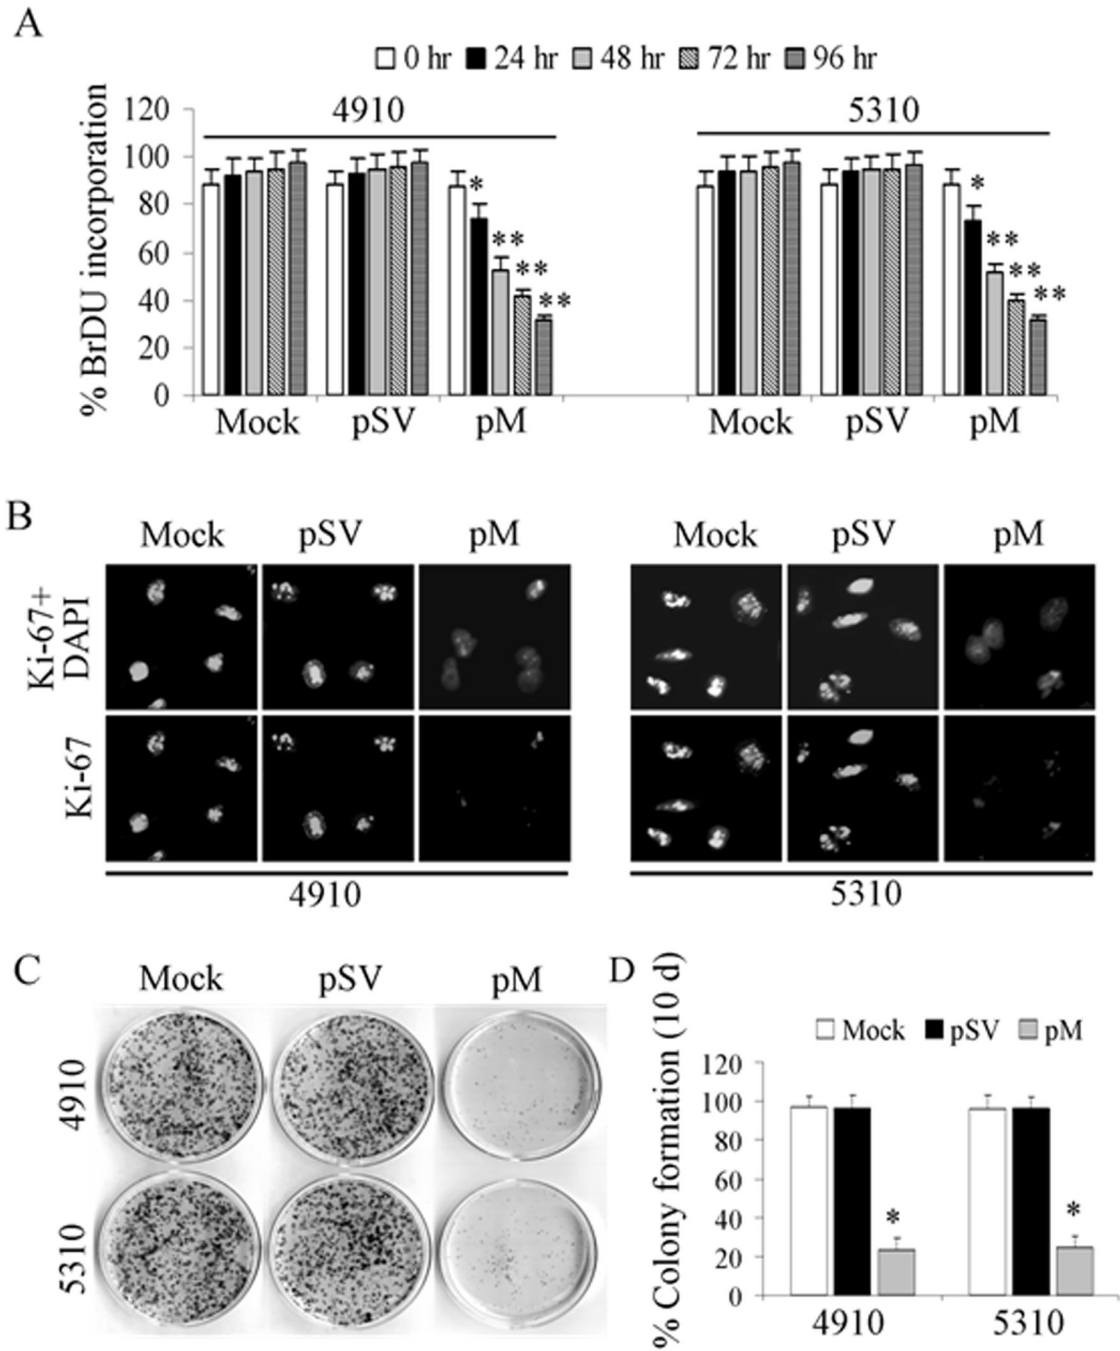 A
0 hr 24 hr 48 hr 72 hr 96 hr
4910 5310
% BrDU incorporation
120
100
80
60
40
20
0
* ** ** **
* ** ** **
Mock pSV pM Mock pSV pM
B
Mock pSV pM Mock pSV pM
Ki-67+
DAPI
Ki-67
4910 5310
C
Mock pSV pM
4910
5310
D
% Colony formation (10 d)
Mock pSV pM
120
100
80
60
40
20
0
* *
4910 5310